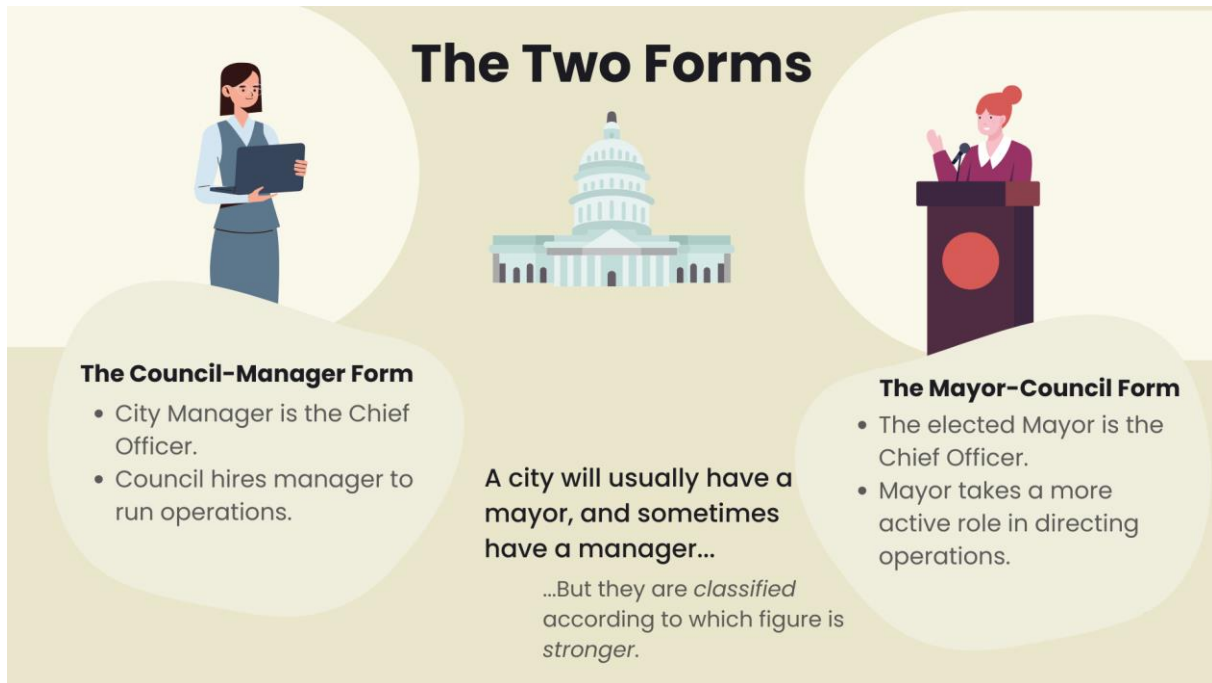 The Two Forms
The Council-Manager Form
• City Manager is the Chief
Officer.
• Council hires manager to
run operations.
A city will usually have a
mayor, and sometimes
have a manager...
...But they are classified
according to which figure is
stronger.
The Mayor-Council Form
• The elected Mayor is the
Chief Officer.
• Mayor takes a more
active role in directing
operations.